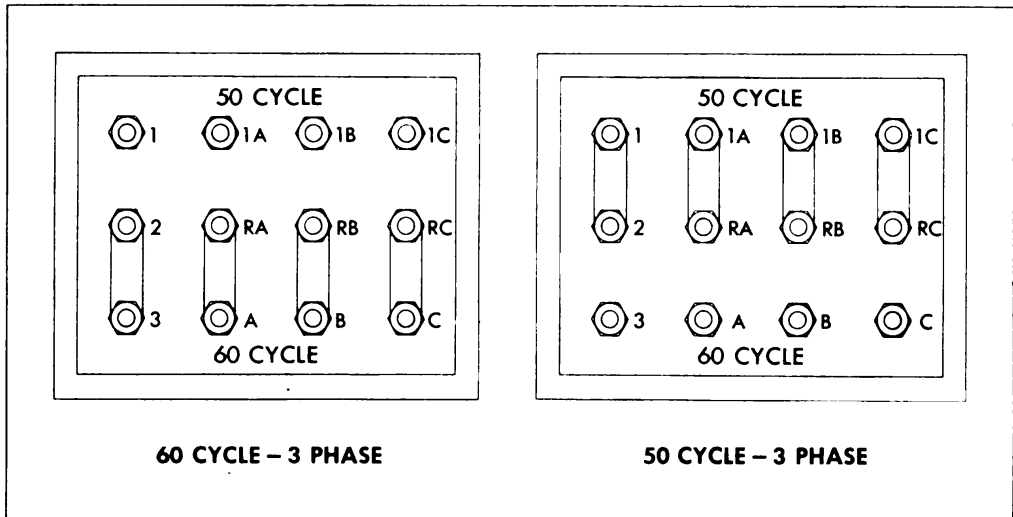 50 CYCLE
1 1A 1B 1C
2 RA RB RC
3 A B C
60 CYCLE
60 CYCLE – 3 PHASE
50 CYCLE
1 1A 1B 1C
2 RA RB RC
3 A B C
60 CYCLE
50 CYCLE – 3 PHASE